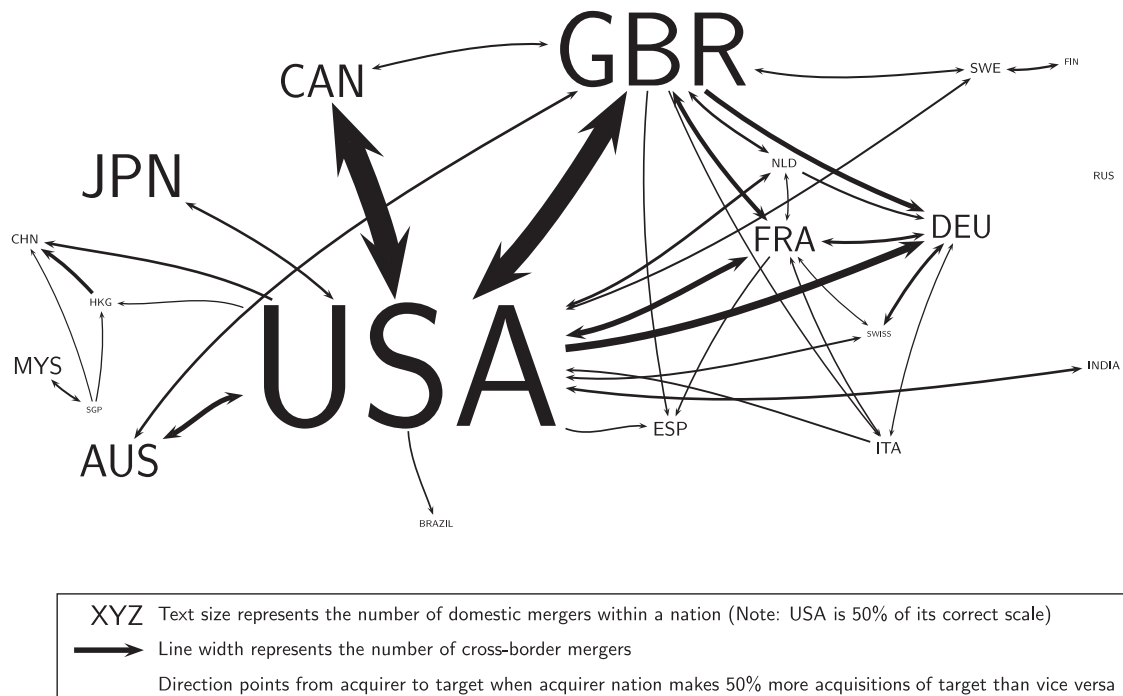 GBR
CAN
SWE
FIN
JPN
NLD
RUS
CHN
FRA
DEU
HKG
USA
SWISS
MYS
INDIA
SGP
AUS
ESP
ITA
BRAZIL
XYZ Text size represents the number of domestic mergers within a nation (Note: USA is 50% of its correct scale)
Line width represents the number of cross-border mergers
Direction points from acquirer to target when acquirer nation makes 50% more acquisitions of target than vice versa